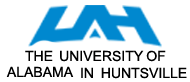 UAH
THE UNIVERSITY OF
ALABAMA IN HUNTSVILLE